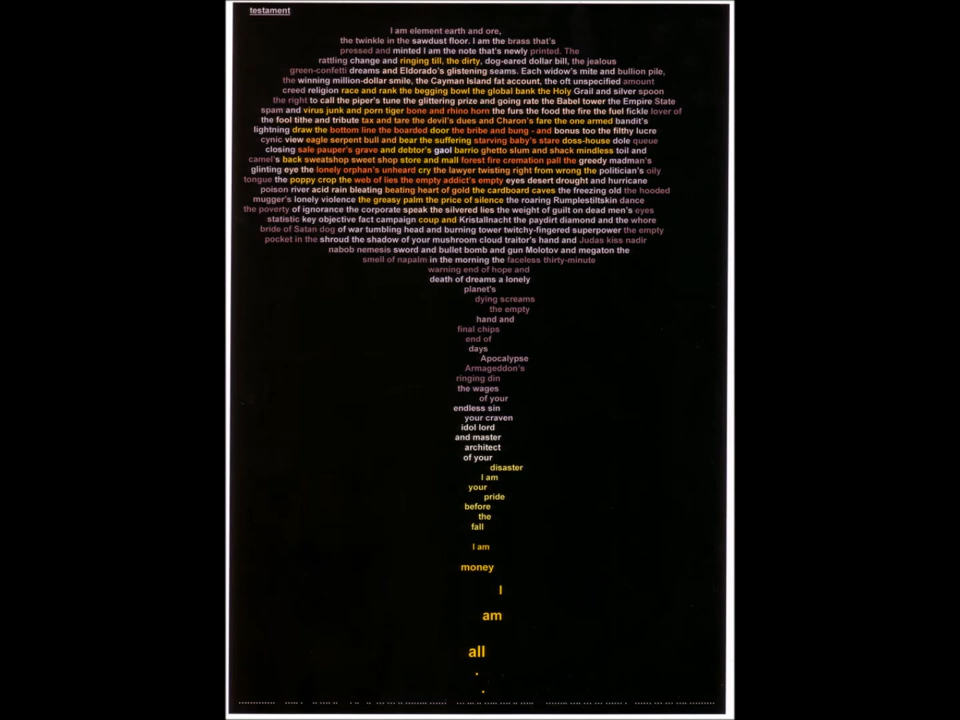 testament
I am element earth and ore,
the twinkle in the sawdust floor. I am the brass that's
pressed and minted I am the note that's newly printed. The
rattling change and ringing till, the dirty, dog-eared dollar bill, the jealous
green-confetti dreams and Eldorado's glistening seams. Each widow's mite and bullion pile,
the winning million-dollar smile, the Cayman Island fat account, the oft unspecified amount
creed religion race and rank the begging bowl the global bank the Holy Grail and silver spoon
the right to call the piper's tune the glittering prize and going rate the Babel tower the Empire State
spam and virus junk and porn tiger bone and rhino horn the furs the food the fire the fuel fickle lover of
the fool tithe and tribute tax and tare the devil's dues and Charon's fare the one armed bandit's
lightning draw the bottom line the boarded door the bribe and bung - and bonus too the filthy lucre
cynic view eagle serpent bull and bear the suffering starving baby's stare doss-house dole queue
closing sale pauper's grave and debtor's gaol barrio ghetto slum and shack mindless toil and
camel's back sweatshop sweet shop store and mall forest fire cremation pall the greedy madman's
glinting eye the lonely orphan's unheard cry the lawyer twisting right from wrong the politician's oily
tongue the poppy crop the web of lies the empty addict's empty eyes desert drought and hurricane
poison river acid rain bleating beating heart of gold the cardboard caves the freezing old the hooded
mugger's lonely violence the greasy palm the price of silence the roaring Rumplestiltskin dance
the poverty of ignorance the corporate speak the silvered lies the weight of guilt on dead men's eyes
statistic key objective fact campaign coup and Kristallnacht the paydirt diamond and the whore
bride of Satan dog of war tumbling head and burning tower twitchy-fingered superpower the empty
pocket in the shroud the shadow of your mushroom cloud traitor's hand and Judas kiss nadir
nabob nemesis sword and bullet bomb and gun Molotov and megaton the
smell of napalm in the morning the faceless thirty-minute
warning end of hope and
death of dreams a lonely
planet's
dying screams
the empty
hand and
final chips
end of
days
Apocalypse
Armageddon's
ringing din
the wages
of your
endless sin
your craven
idol lord
and master
architect
of your
disaster
I am
your
pride
before
the
fall
I am
money
I
am
all
.
.